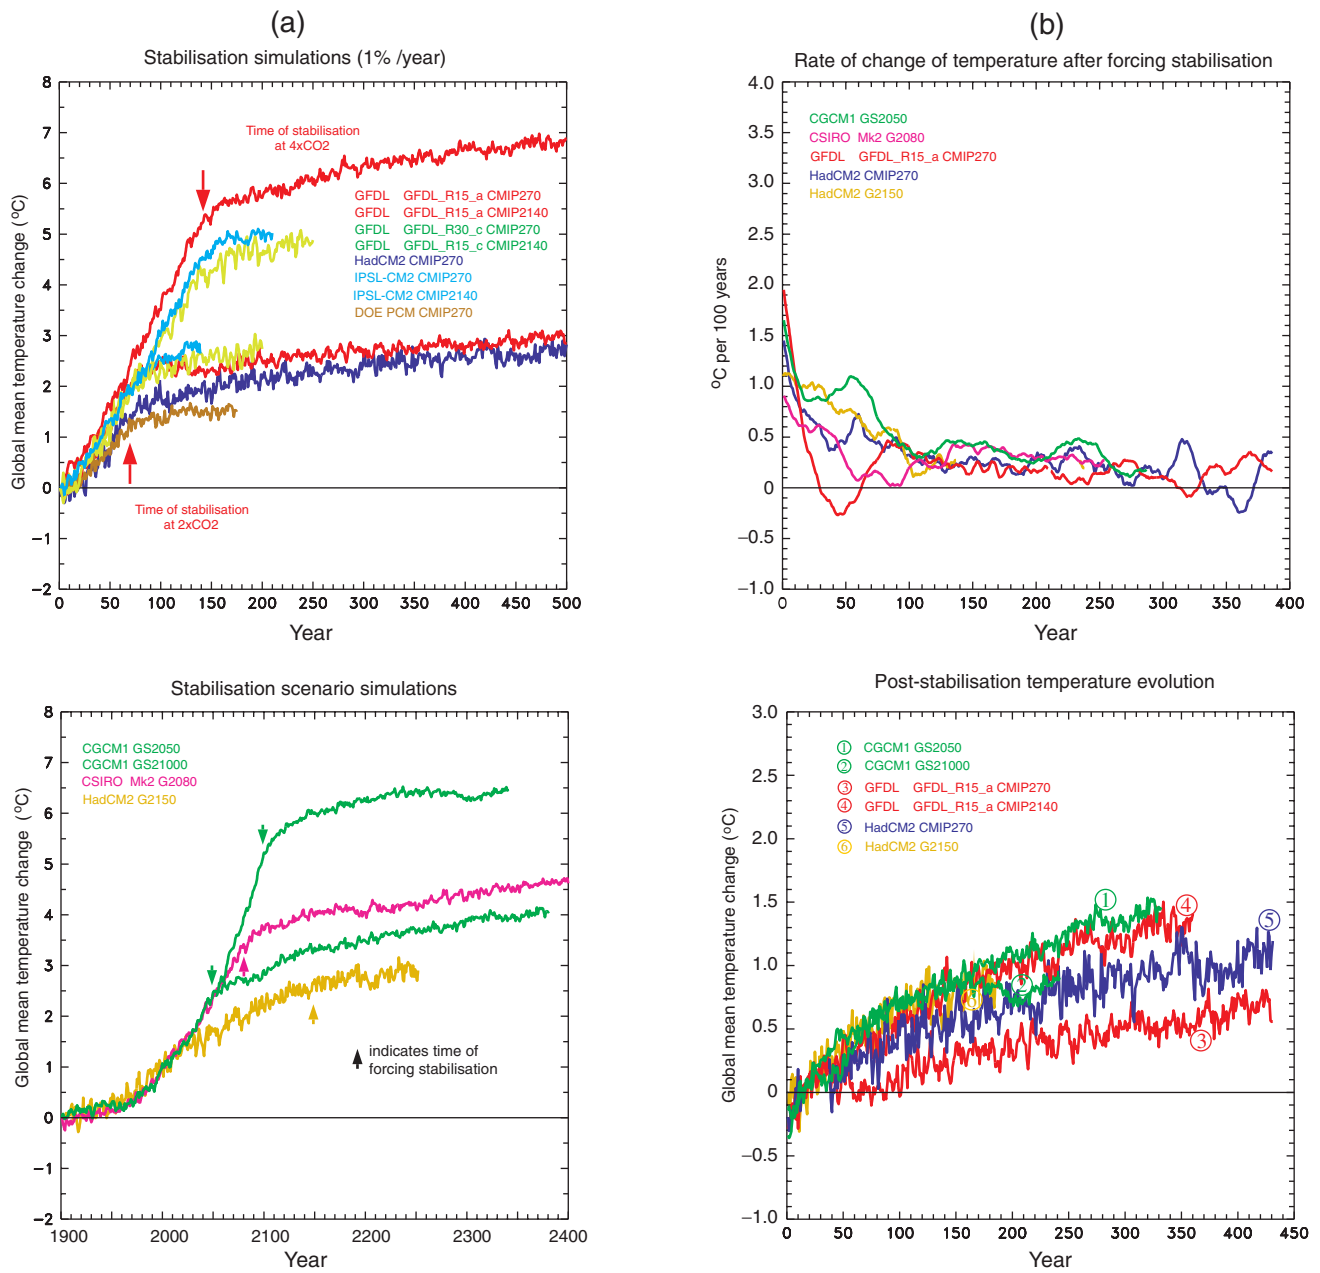 (a)
Stabilisation simulations (1% /year)
Global mean temperature change (°C)
8
7
6
5
4
3
2
1
0
−1
−2
Time of stabilisation
at 4xCO2
GFDL GFDL_R15_a CMIP270
GFDL GFDL_R15_a CMIP2140
GFDL GFDL_R30_c CMIP270
GFDL GFDL_R15_c CMIP2140
HadCM2 CMIP270
IPSL-CM2 CMIP270
IPSL-CM2 CMIP2140
DOE PCM CMIP270
Time of stabilisation
at 2xCO2
0 50 100 150 200 250 300 350 400 450 500
Year
(b)
Rate of change of temperature after forcing stabilisation
°C per 100 years
4.0
3.5
3.0
2.5
2.0
1.5
1.0
0.5
0
−0.5
−1.0
CGCM1 GS2050
CSIRO Mk2 G2080
GFDL GFDL_R15_a CMIP270
HadCM2 CMIP270
HadCM2 G2150
0 50 100 150 200 250 300 350 400
Year
Stabilisation scenario simulations
Global mean temperature change (°C)
8
7
6
5
4
3
2
1
0
−1
−2
CGCM1 GS2050
CGCM1 GS21000
CSIRO Mk2 G2080
HadCM2 G2150
indicates time of
forcing stabilisation
1900 2000 2100 2200 2300 2400
Year
Post-stabilisation temperature evolution
Global mean temperature change (°C)
3.0
2.5
2.0
1.5
1.0
0.5
0
−0.5
−1.0
① CGCM1 GS2050
② CGCM1 GS21000
③ GFDL GFDL_R15_a CMIP270
④ GFDL GFDL_R15_a CMIP2140
⑤ HadCM2 CMIP270
⑥ HadCM2 G2150
①
④
⑤
②
⑥
③
0 50 100 150 200 250 300 350 400 450
Year